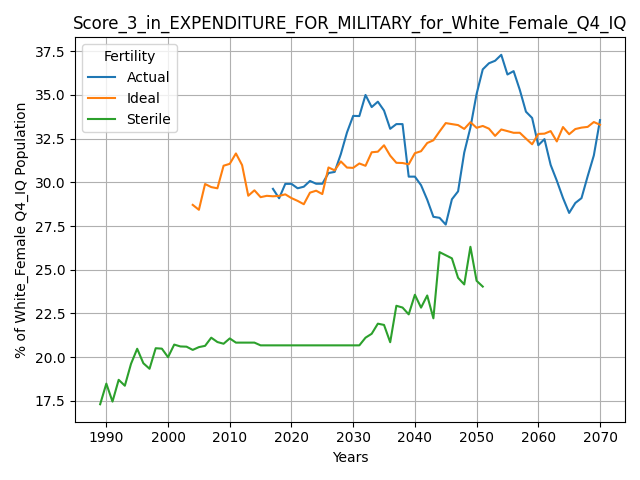 Score_3_in_EXPENDITURE_FOR_MILITARY_for_White_Female_Q4_IQ
Fertility
Actual
Ideal
Sterile
% of White_Female Q4_IQ Population
37.5
35.0
32.5
30.0
27.5
25.0
22.5
20.0
17.5
1990 2000 2010 2020 2030 2040 2050 2060 2070
Years